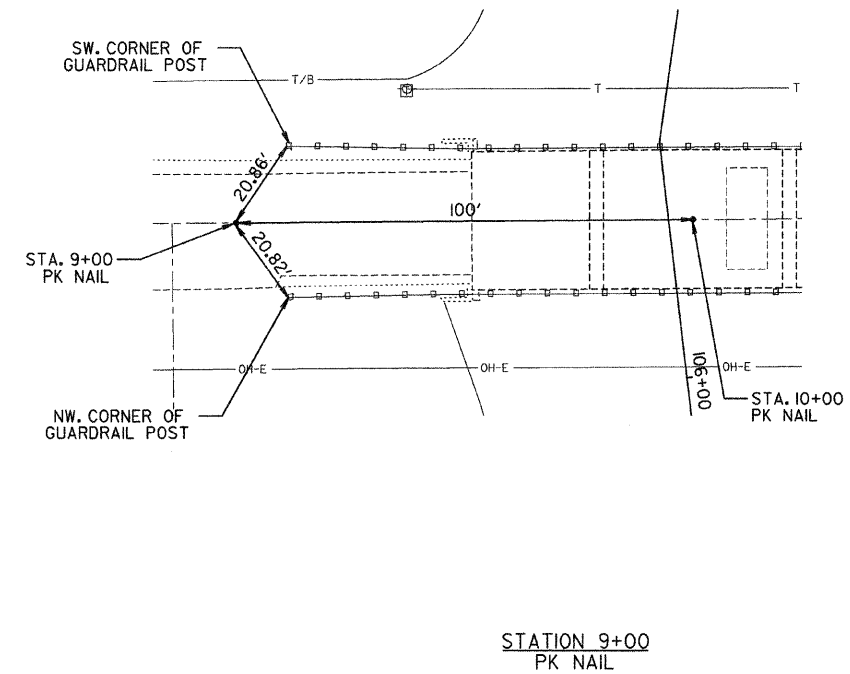 SW. CORNER OF
GUARDRAIL POST
T/B
T
T
T
20.86'
100'
STA. 9+00
PK NAIL
20.82'
OH-E
OH-E
OH-E
106+00
NW. CORNER OF
GUARDRAIL POST
STA. 10+00
PK NAIL
STATION 9+00
PK NAIL